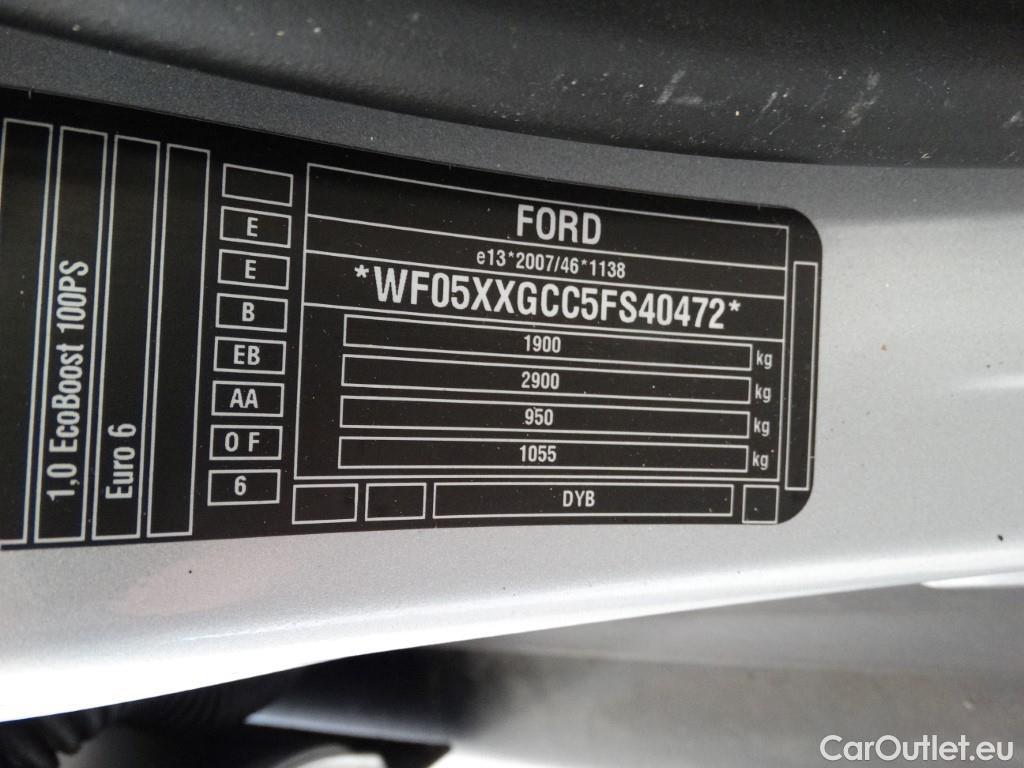 FORD
e13*2007/46*1138
*WF05XXGCC5FS40472*
1900 kg
2900 kg
950 kg
1055 kg
DYB
E
E
B
EB
AA
O F
6
1,0 EcoBoost 100PS
Euro 6
CarOutlet.eu